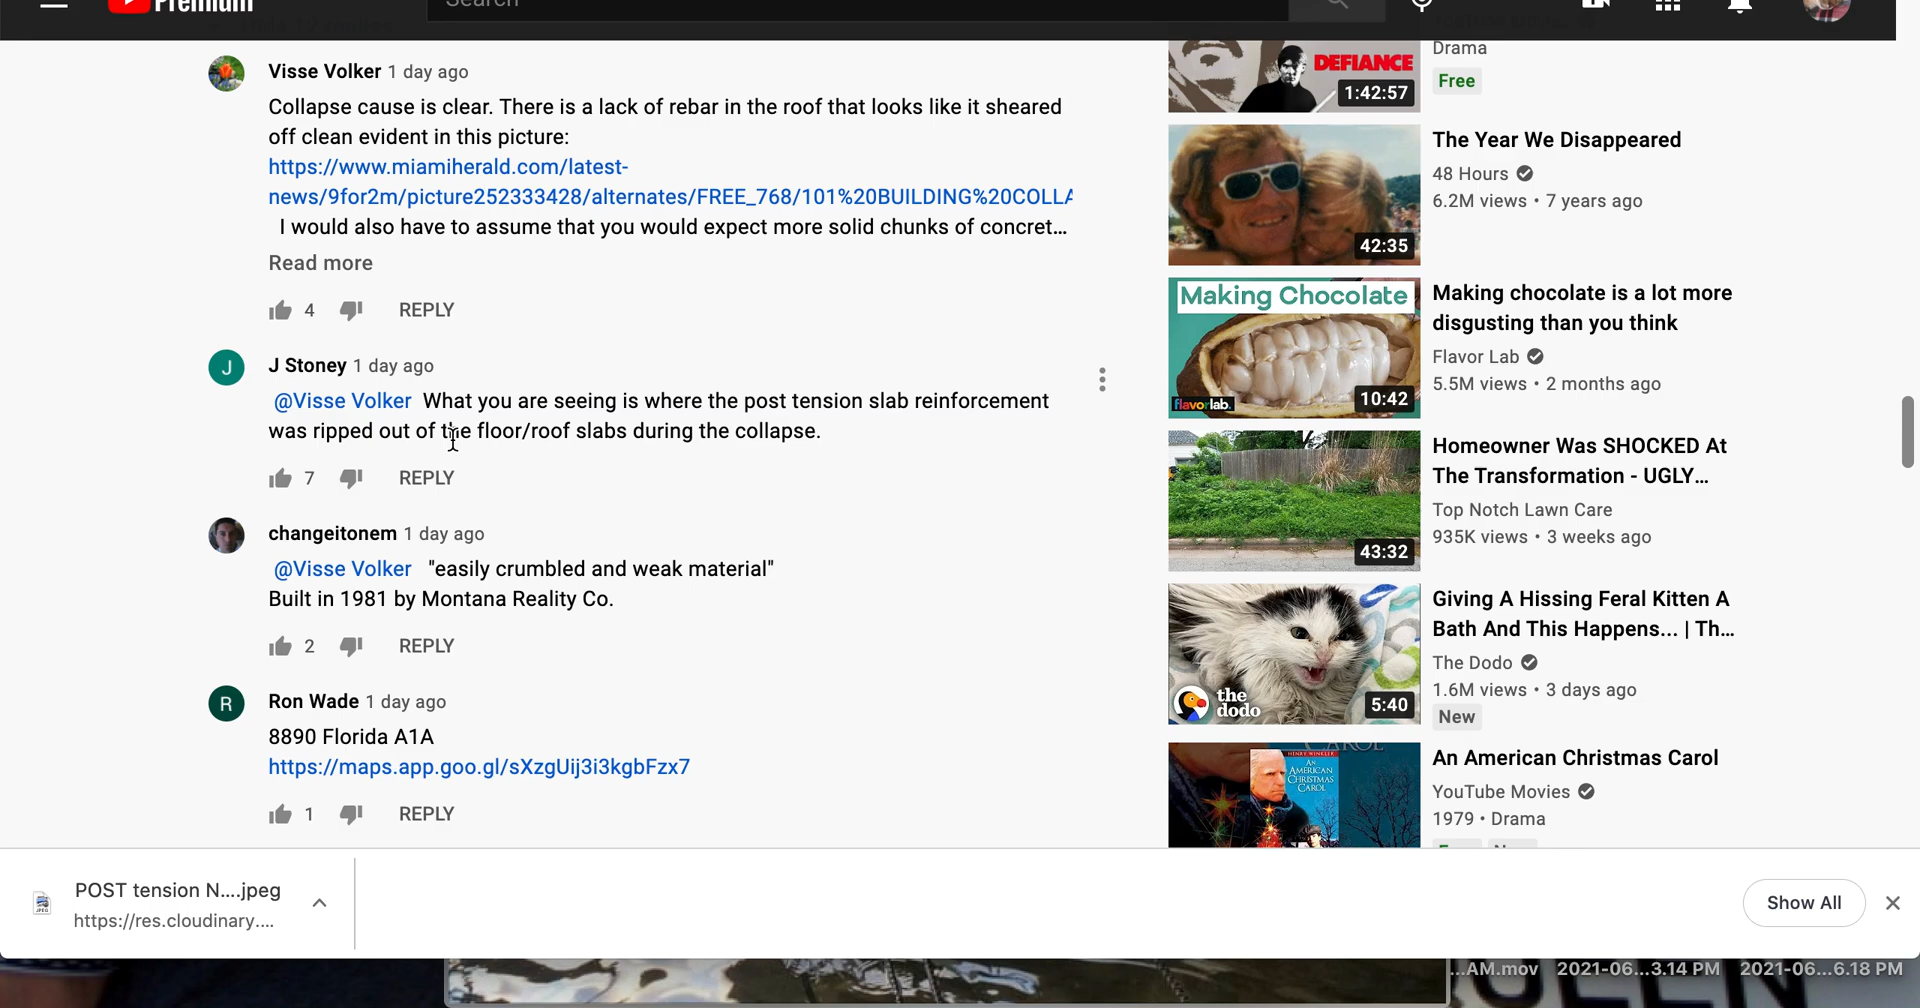 Premium
Search
Visse Volker 1 day ago
Collapse cause is clear. There is a lack of rebar in the roof that looks like it sheared
off clean evident in this picture:
https://www.miamiherald.com/latest-
news/9for2m/picture252333428/alternates/FREE_768/101%20BUILDING%20COLLA
I would also have to assume that you would expect more solid chunks of concret...
Read more
4 REPLY
J Stoney 1 day ago
@Visse Volker What you are seeing is where the post tension slab reinforcement
was ripped out of the floor/roof slabs during the collapse.
7 REPLY
changeitonem 1 day ago
@Visse Volker "easily crumbled and weak material"
Built in 1981 by Montana Reality Co.
2 REPLY
R
Ron Wade 1 day ago
8890 Florida A1A
https://maps.app.goo.gl/sXzgUij3i3kgbFzx7
1 REPLY
J
Drama
Free
DEFIANCE
1:42:57
The Year We Disappeared
48 Hours
6.2M views • 7 years ago
42:35
Making Chocolate
flavorlab.
10:42
Making chocolate is a lot more
disgusting than you think
Flavor Lab
5.5M views • 2 months ago
43:32
Homeowner Was SHOCKED At
The Transformation - UGLY...
Top Notch Lawn Care
935K views • 3 weeks ago
the
dodo
5:40
Giving A Hissing Feral Kitten A
Bath And This Happens... | Th...
The Dodo
1.6M views • 3 days ago
New
HENRY WINKLER
AN
AMERICAN
CHRISTMAS
CAROL
An American Christmas Carol
YouTube Movies
1979 • Drama
POST tension N....jpeg
https://res.cloudinary....
JPEG
Show All
...AM.mov 2021-06...3.14 PM 2021-06...6.18 PM